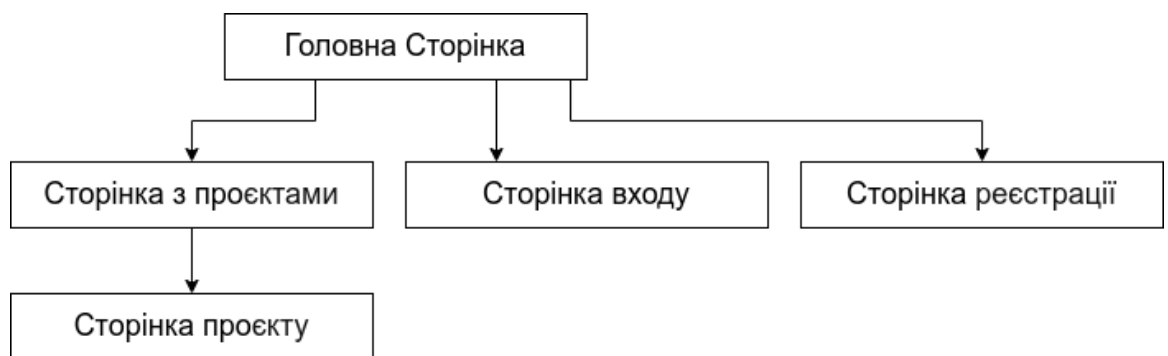 Головна Сторінка
Сторінка з проєктами
Сторінка входу
Сторінка реєстрації
Сторінка проєкту